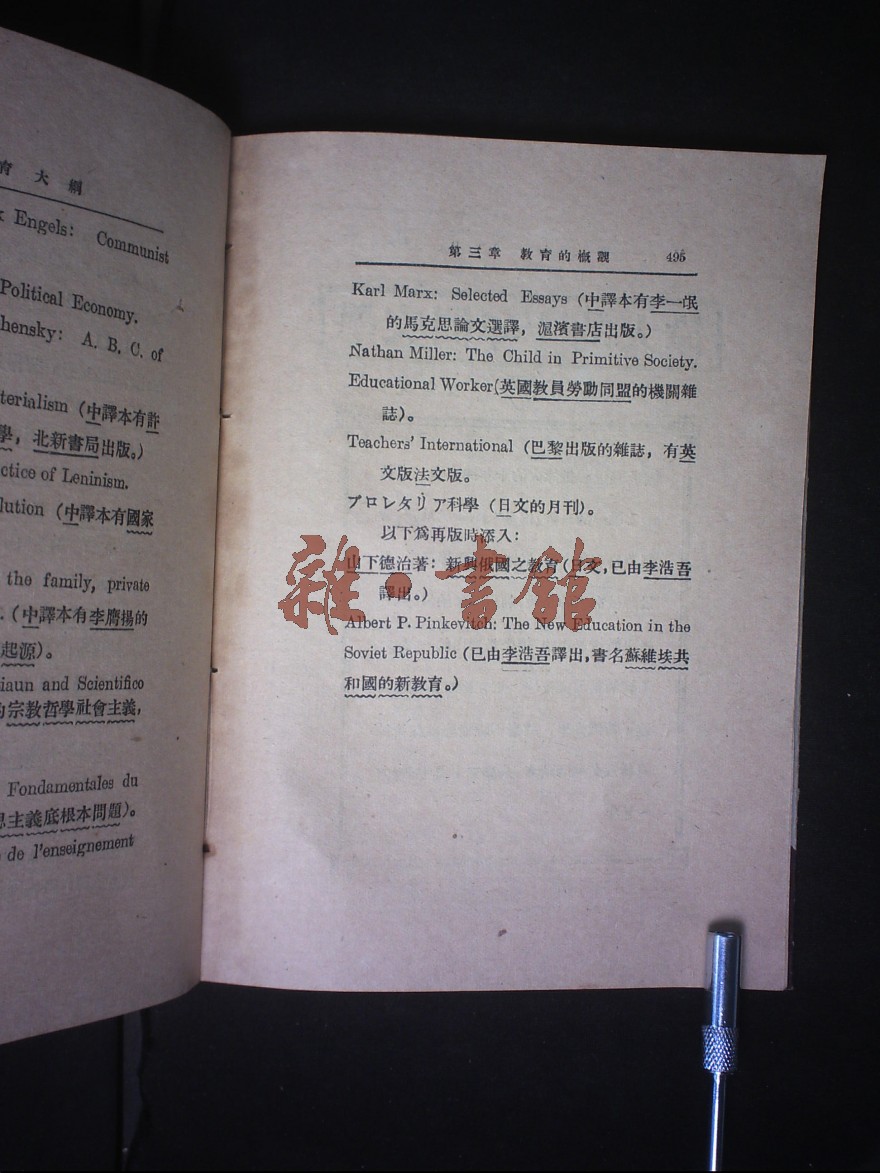 育大綱
Engels: Communist
Political Economy.
hensky: A. B. C. of
terialism (中譯本有許
學，北新書局出版。)
ctice of Leninism.
lution (中譯本有國家
the family, private
(中譯本有李膺揚的
起源)。
iaun and Scientifico
的宗教哲學社會主義，
Fondamentales du
思主義底根本問題)。
de l'enseignement
第三章 教育的概觀 495
Karl Marx: Selected Essays (中譯本有李一氓
的馬克思論文選譯，滬濱書店出版。)
Nathan Miller: The Child in Primitive Society.
Educational Worker(英國教員勞動同盟的機關雜
誌)。
Teachers' International (巴黎出版的雜誌，有英
文版法文版。
プロレタリア科學 (日文的月刊)。
以下爲再版時添入:
山下德治著: 新興俄國之教育 (日文,已由李浩吾
譯出。)
Albert P. Pinkevitch: The New Education in the
Soviet Republic (已由李浩吾譯出,書名蘇維埃共
和國的新教育。)
雜·書館